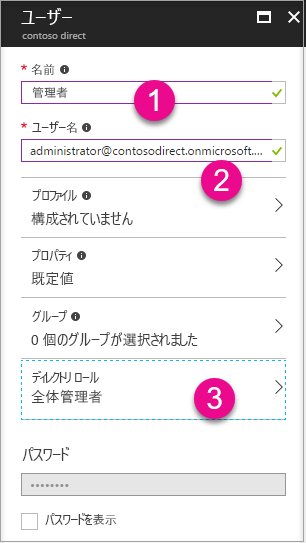 ユーザー
contoso direct
* 名前
管理者
1
* ユーザー名
administrator@contosodirect.onmicrosoft....
2
プロファイル
構成されていません
プロパティ
既定値
グループ
0 個のグループが選択されました
ディレクトリ ロール
全体管理者
3
パスワード
••••••••
パスワードを表示